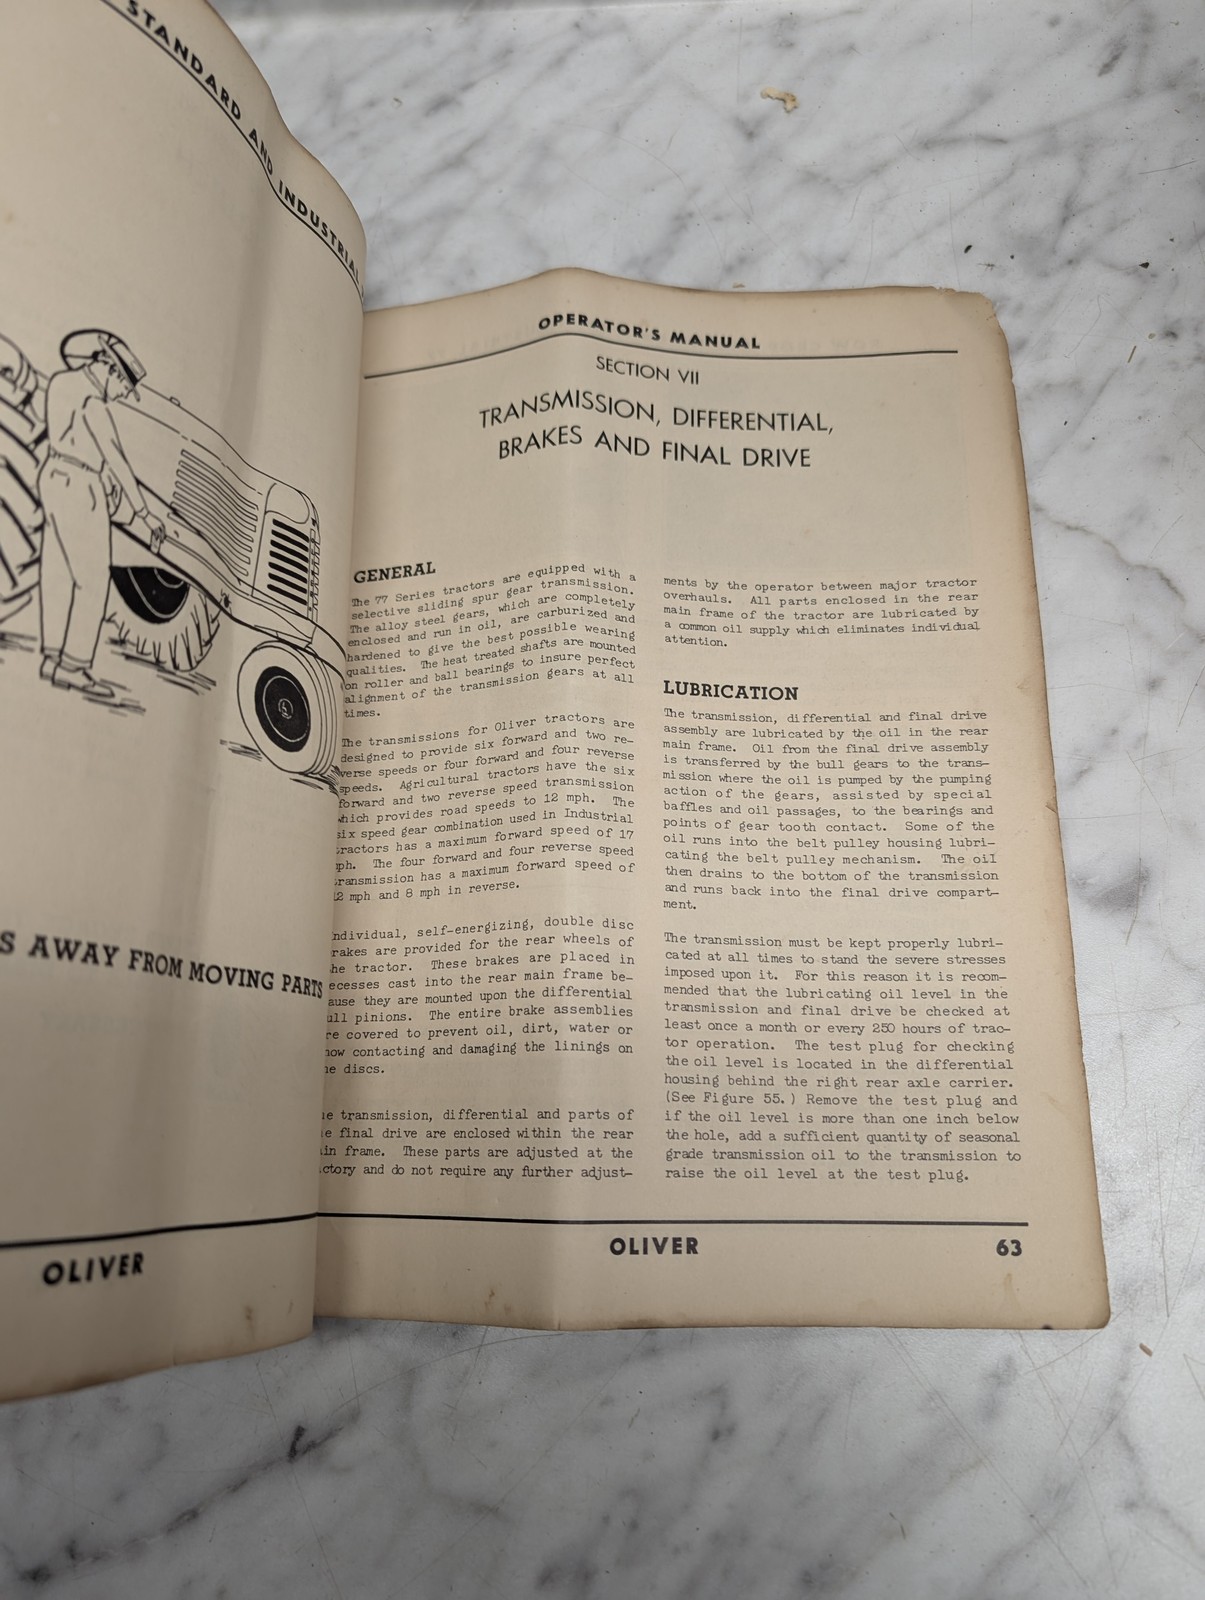 STANDARD AND INDUSTRIAL
S AWAY FROM MOVING PARTS
OLIVER
OPERATOR'S MANUAL
SECTION VII
TRANSMISSION, DIFFERENTIAL,
BRAKES AND FINAL DRIVE
GENERAL
The 77 Series tractors are equipped with a
selective sliding spur gear transmission.
The alloy steel gears, which are completely
enclosed and run in oil, are carburized and
hardened to give the best possible wearing
qualities. The heat treated shafts are mounted
on roller and ball bearings to insure perfect
alignment of the transmission gears at all
times.
The transmissions for Oliver tractors are
designed to provide six forward and two re-
verse speeds or four forward and four reverse
speeds. Agricultural tractors have the six
forward and two reverse speed transmission
which provides road speeds to 12 mph. The
six speed gear combination used in Industrial
tractors has a maximum forward speed of 17
mph. The four forward and four reverse speed
transmission has a maximum forward speed of
12 mph and 8 mph in reverse.
ndividual, self-energizing, double disc
rakes are provided for the rear wheels of
he tractor. These brakes are placed in
ecesses cast into the rear main frame be-
ause they are mounted upon the differential
ull pinions. The entire brake assemblies
re covered to prevent oil, dirt, water or
now contacting and damaging the linings on
he discs.
e transmission, differential and parts of
e final drive are enclosed within the rear
in frame. These parts are adjusted at the
ctory and do not require any further adjust-
ments by the operator between major tractor
overhauls. All parts enclosed in the rear
main frame of the tractor are lubricated by
a common oil supply which eliminates individual
attention.
LUBRICATION
The transmission, differential and final drive
assembly are lubricated by the oil in the rear
main frame. Oil from the final drive assembly
is transferred by the bull gears to the trans-
mission where the oil is pumped by the pumping
action of the gears, assisted by special
baffles and oil passages, to the bearings and
points of gear tooth contact. Some of the
oil runs into the belt pulley housing lubri-
cating the belt pulley mechanism. The oil
then drains to the bottom of the transmission
and runs back into the final drive compart-
ment.
The transmission must be kept properly lubri-
cated at all times to stand the severe stresses
imposed upon it. For this reason it is recom-
mended that the lubricating oil level in the
transmission and final drive be checked at
least once a month or every 250 hours of trac-
tor operation. The test plug for checking
the oil level is located in the differential
housing behind the right rear axle carrier.
(See Figure 55.) Remove the test plug and
if the oil level is more than one inch below
the hole, add a sufficient quantity of seasonal
grade transmission oil to the transmission to
raise the oil level at the test plug.
OLIVER
63